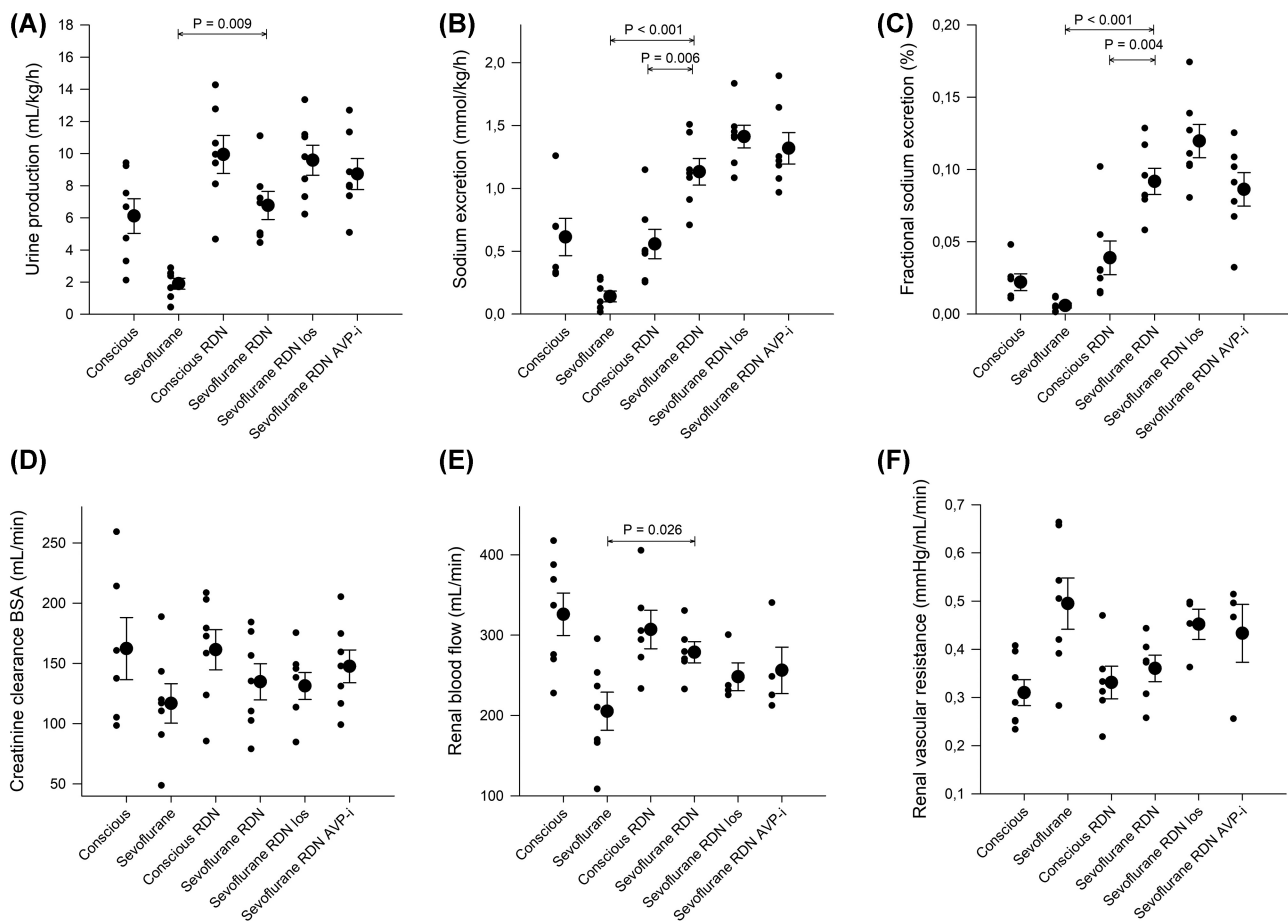 (A)
Urine production (mL/kg/h)
18
16
14
12
10
8
6
4
2
0
P = 0.009
Conscious
Sevoflurane
Conscious RDN
Sevoflurane RDN
Sevoflurane RDN los
Sevoflurane RDN AVP-i
(B)
Sodium excretion (mmol/kg/h)
2,0
1,5
1,0
0,5
0,0
P < 0.001
P = 0.006
Conscious
Sevoflurane
Conscious RDN
Sevoflurane RDN
Sevoflurane RDN los
Sevoflurane RDN AVP-i
(C)
Fractional sodium excretion (%)
0,20
0,15
0,10
0,05
0,00
P < 0.001
P = 0.004
Conscious
Sevoflurane
Conscious RDN
Sevoflurane RDN
Sevoflurane RDN los
Sevoflurane RDN AVP-i
(D)
Creatinine clearance BSA (mL/min)
250
200
150
100
50
Conscious
Sevoflurane
Conscious RDN
Sevoflurane RDN
Sevoflurane RDN los
Sevoflurane RDN AVP-i
(E)
Renal blood flow (mL/min)
400
300
200
100
P = 0.026
Conscious
Sevoflurane
Conscious RDN
Sevoflurane RDN
Sevoflurane RDN los
Sevoflurane RDN AVP-i
(F)
Renal vascular resistance (mmHg/mL/min)
0,7
0,6
0,5
0,4
0,3
0,2
0,1
Conscious
Sevoflurane
Conscious RDN
Sevoflurane RDN
Sevoflurane RDN los
Sevoflurane RDN AVP-i